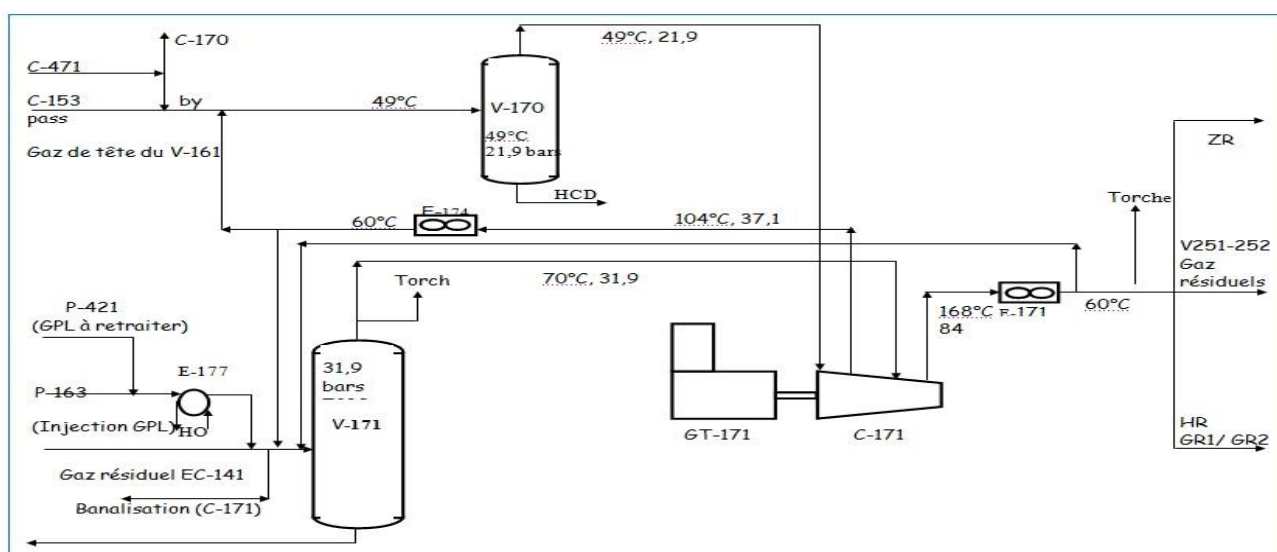 C-170
49°C, 21,9
C-471
C-153 by
pass
49°C
V-170
49°C
21,9 bars
Gaz de tête du V-161
ZR
HCD
Torche
E-174
60°C
104°C, 37,1
V251-252
Gaz
résiduels
70°C, 31,9
Torch
P-421
(GPL à retraiter)
168°C E-171
84
60°C
E-177
31,9
bars
P-163
V-171
(Injection GPL)
HO
GT-171
C-171
HR
GR1/ GR2
Gaz résiduel EC-141
Banalisation (C-171)